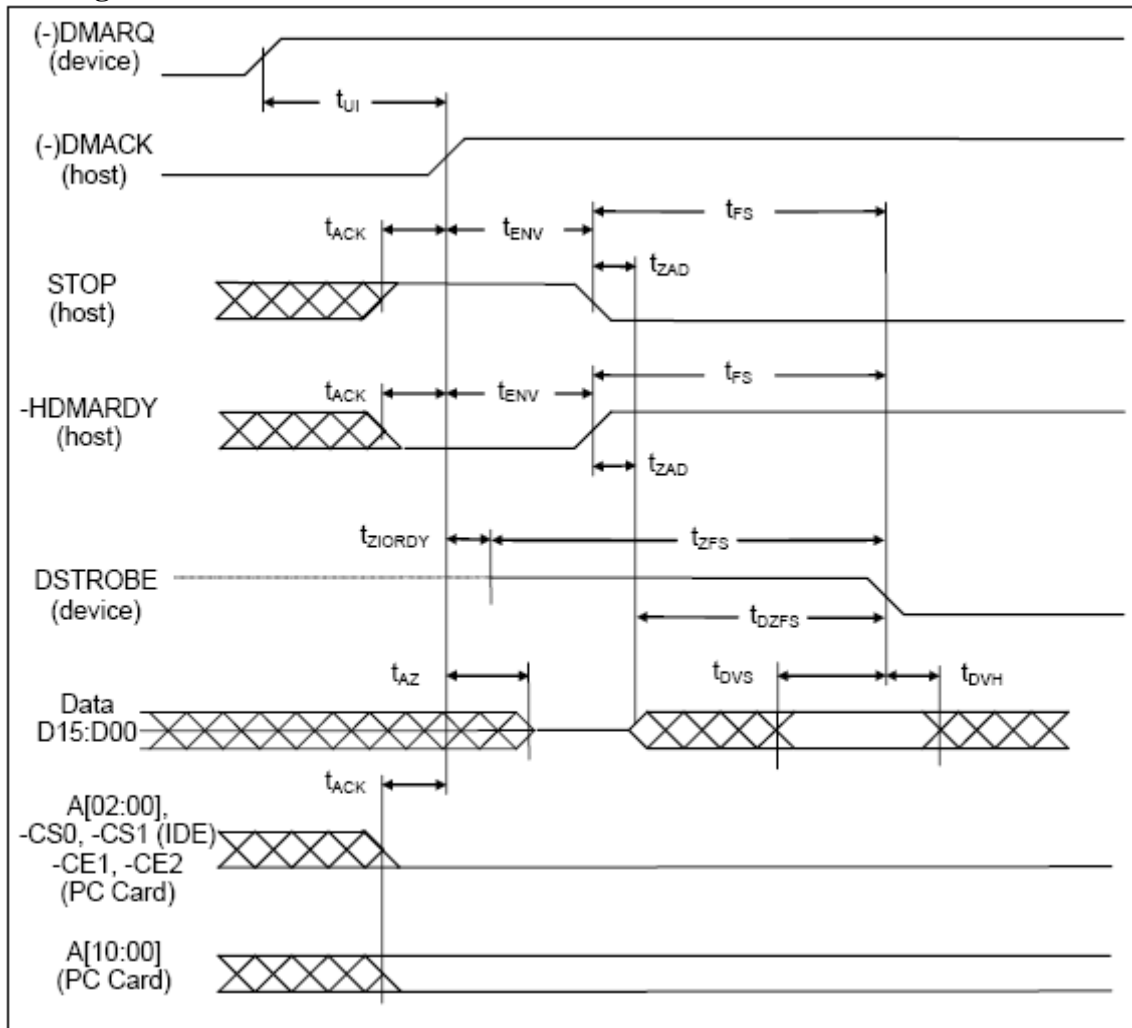 (-)DMARQ
(device)
tUI
(-)DMACK
(host)
tACK
tENV
tFS
tZAD
STOP
(host)
tACK
tENV
tFS
-HDMARDY
(host)
tZAD
tZIORDY
tZFS
DSTROBE
(device)
tDZFS
tAZ
tDVS
tDVH
Data
D15:D00
tACK
A[02:00],
-CS0, -CS1 (IDE)
-CE1, -CE2
(PC Card)
A[10:00]
(PC Card)